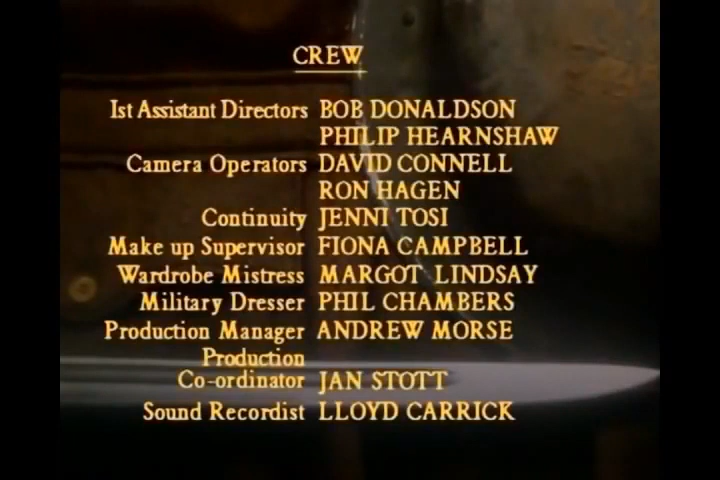 CREW
1st Assistant Directors BOB DONALDSON
PHILIP HEARNSHAW
Camera Operators DAVID CONNELL
RON HAGEN
Continuity JENNI TOSI
Make up Supervisor FIONA CAMPBELL
Wardrobe Mistress MARGOT LINDSAY
Military Dresser PHIL CHAMBERS
Production Manager ANDREW MORSE
Production
Co-ordinator JAN STOTT
Sound Recordist LLOYD CARRICK